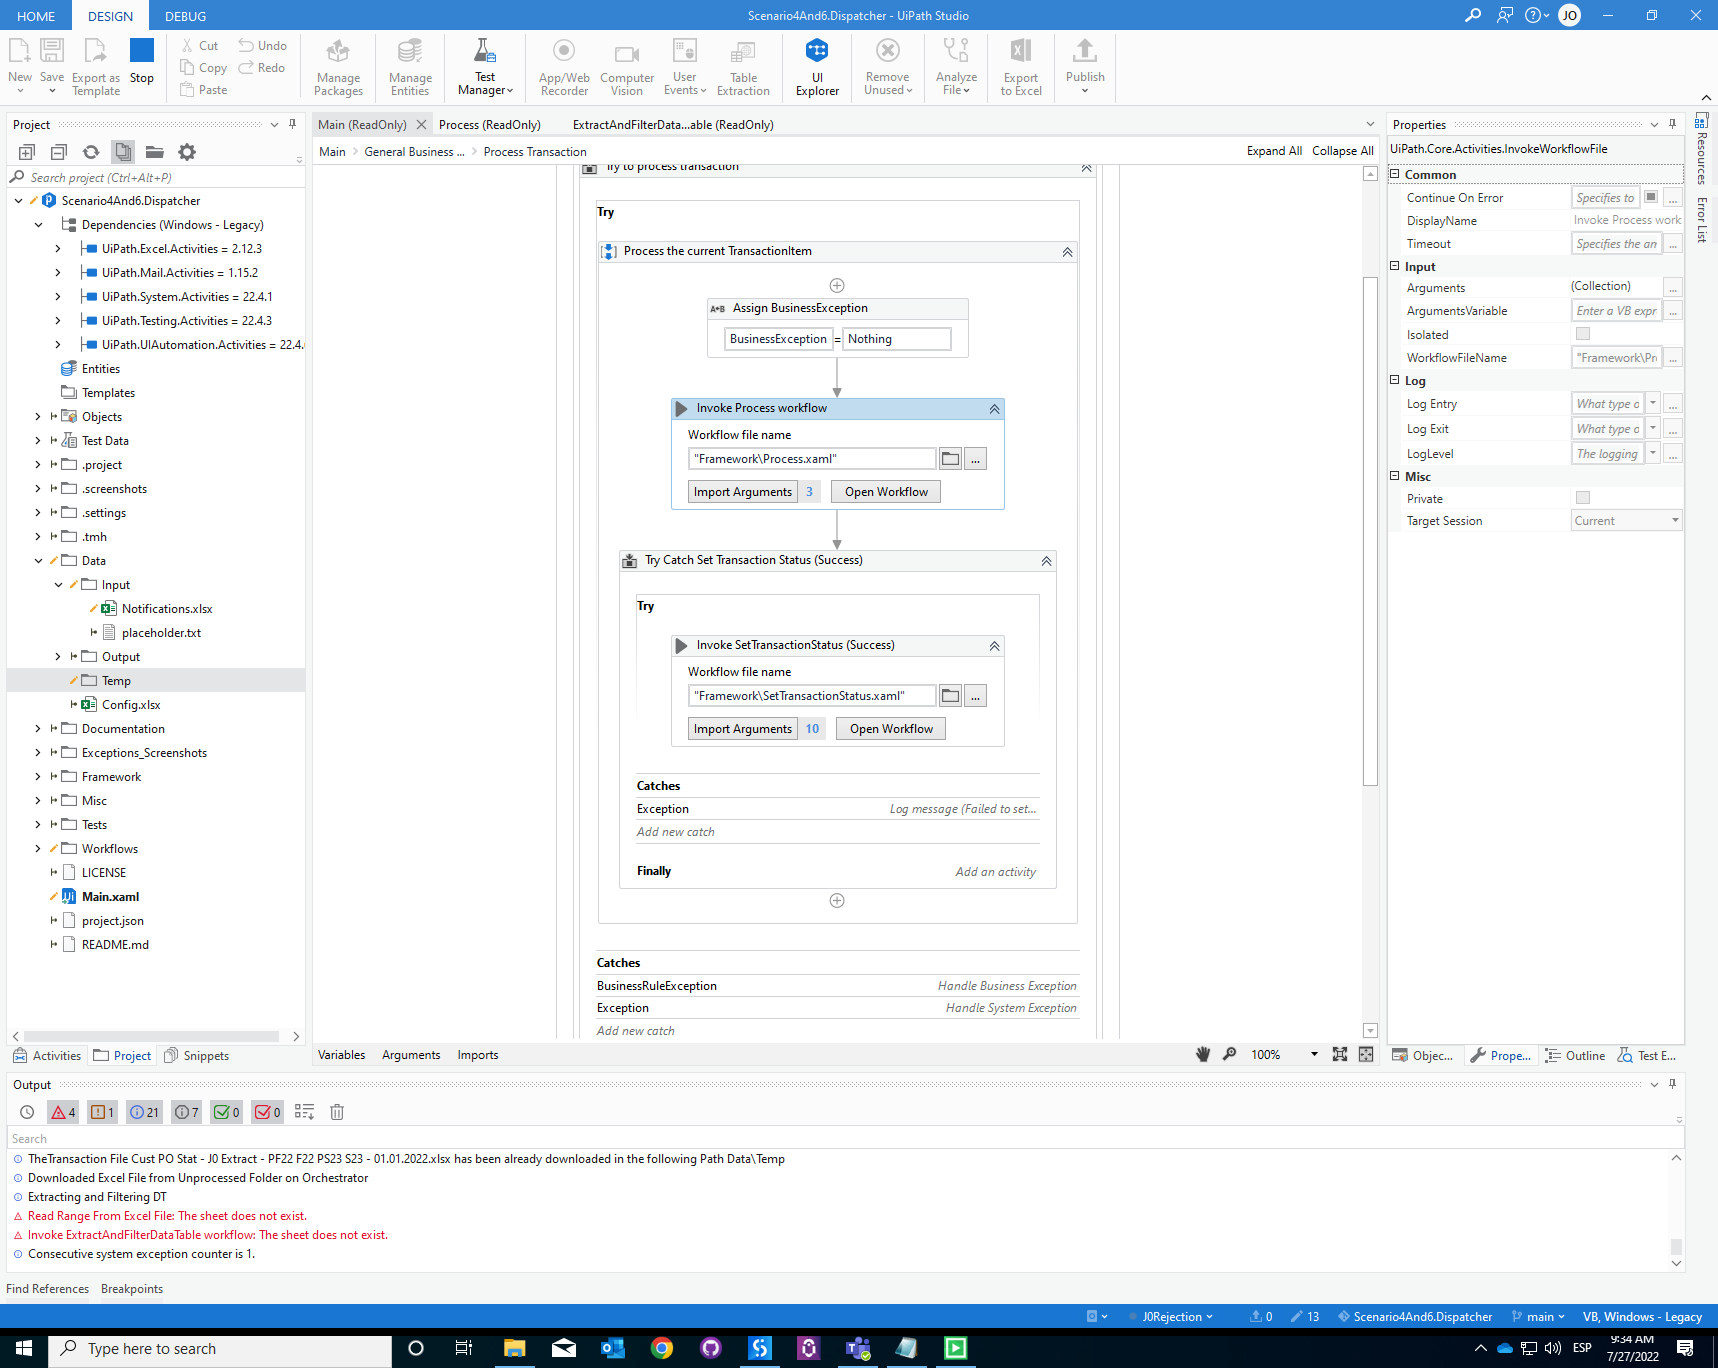 HOME DESIGN DEBUG Scenario4And6.Dispatcher - UiPath Studio JO
New Save Export as Template Stop Cut Copy Paste Undo Redo Manage Packages Manage Entities Test Manager App/Web Recorder Computer Vision User Events Table Extraction UI Explorer Remove Unused Analyze File Export to Excel Publish
Project
Search project (Ctrl+Alt+P)
Scenario4And6.Dispatcher
Dependencies (Windows - Legacy)
UiPath.Excel.Activities = 2.12.3
UiPath.Mail.Activities = 1.15.2
UiPath.System.Activities = 22.4.1
UiPath.Testing.Activities = 22.4.3
UiPath.UIAutomation.Activities = 22.4.
Entities
Templates
Objects
Test Data
.project
.screenshots
.settings
.tmh
Data
Input
Notifications.xlsx
placeholder.txt
Output
Temp
Config.xlsx
Documentation
Exceptions_Screenshots
Framework
Misc
Tests
Workflows
LICENSE
Main.xaml
project.json
README.md
Activities Project Snippets
Main (ReadOnly) Process (ReadOnly) ExtractAndFilterData...able (ReadOnly)
Main General Business ... Process Transaction Expand All Collapse All
Try to process transaction
Try
Process the current TransactionItem
A+B Assign BusinessException
BusinessException = Nothing
Invoke Process workflow
Workflow file name
"Framework\Process.xaml" ...
Import Arguments 3 Open Workflow
Try Catch Set Transaction Status (Success)
Try
Invoke SetTransactionStatus (Success)
Workflow file name
"Framework\SetTransactionStatus.xaml" ...
Import Arguments 10 Open Workflow
Catches
Exception Log message (Failed to set...
Add new catch
Finally Add an activity
Catches
BusinessRuleException Handle Business Exception
Exception Handle System Exception
Add new catch
Variables Arguments Imports 100%
Properties
UiPath.Core.Activities.InvokeWorkflowFile
Common
Continue On Error Specifies to ...
DisplayName Invoke Process work
Timeout Specifies the an ...
Input
Arguments (Collection) ...
ArgumentsVariable Enter a VB expr ...
Isolated
WorkflowFileName "Framework\Pr ...
Log
Log Entry What type o ...
Log Exit What type o ...
LogLevel The logging ...
Misc
Private
Target Session Current
Objec... Prope... Outline Test E...
Resources
Error List
Output
4 1 21 7 0 0
Search
TheTransaction File Cust PO Stat - J0 Extract - PF22 F22 PS23 S23 - 01.01.2022.xlsx has been already downloaded in the following Path Data\Temp
Downloaded Excel File from Unprocessed Folder on Orchestrator
Extracting and Filtering DT
Read Range From Excel File: The sheet does not exist.
Invoke ExtractAndFilterDataTable workflow: The sheet does not exist.
Consecutive system exception counter is 1.
Find References Breakpoints
J0Rejection 0 13 Scenario4And6.Dispatcher main VB, Windows - Legacy
Type here to search ESP 9:34 AM
7/27/2022